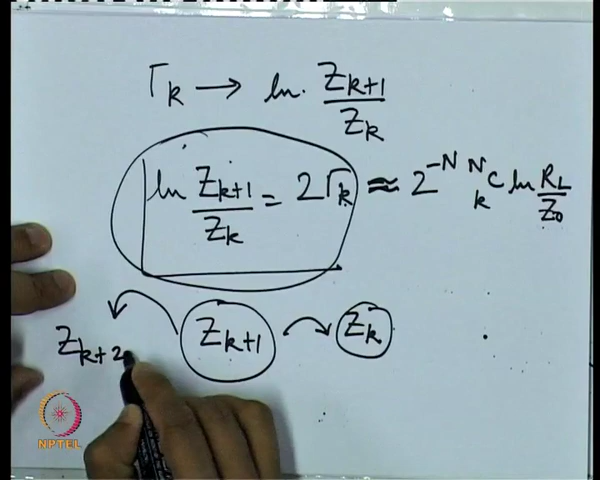 Γk → ln. Zk+1/Zk
ln Zk+1/Zk = 2Γk ≈ 2^-N N k C ln RL/Z0
Zk+2 Zk+1 Zk
NPTEL